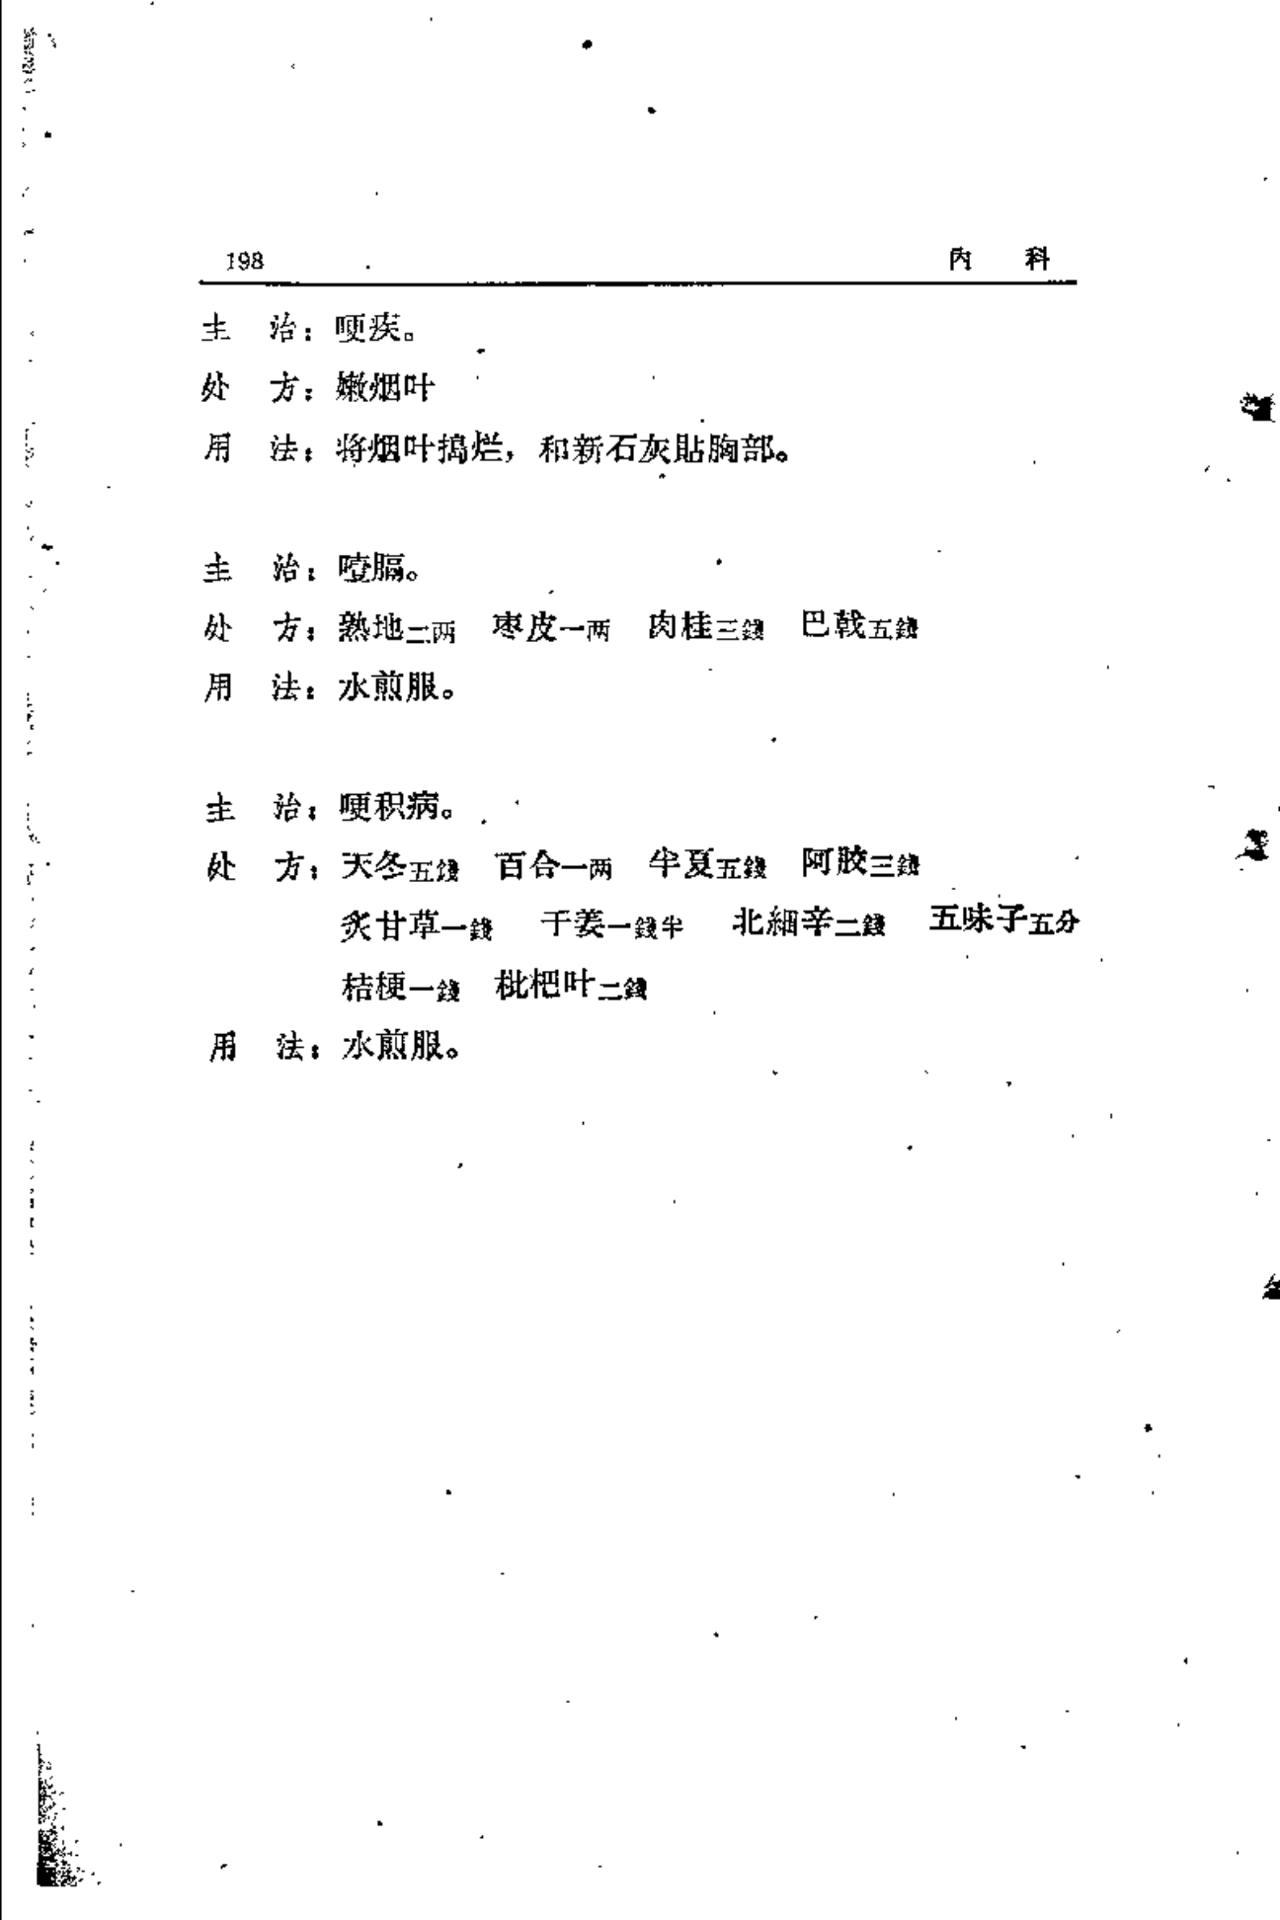 198 内 科
主 治：哽疾。
处 方：嫩烟叶
用 法：将烟叶搗烂，和新石灰貼胸部。
主 治：噎膈。
处 方：熟地二两 枣皮一两 肉桂三錢 巴戟五錢
用 法：水煎服。
主 治：哽积病。
处 方：天冬五錢 百合一两 半夏五錢 阿胶三錢
炙甘草一錢 干姜一錢半 北細辛二錢 五味子五分
桔梗一錢 枇杷叶二錢
用 法：水煎服。